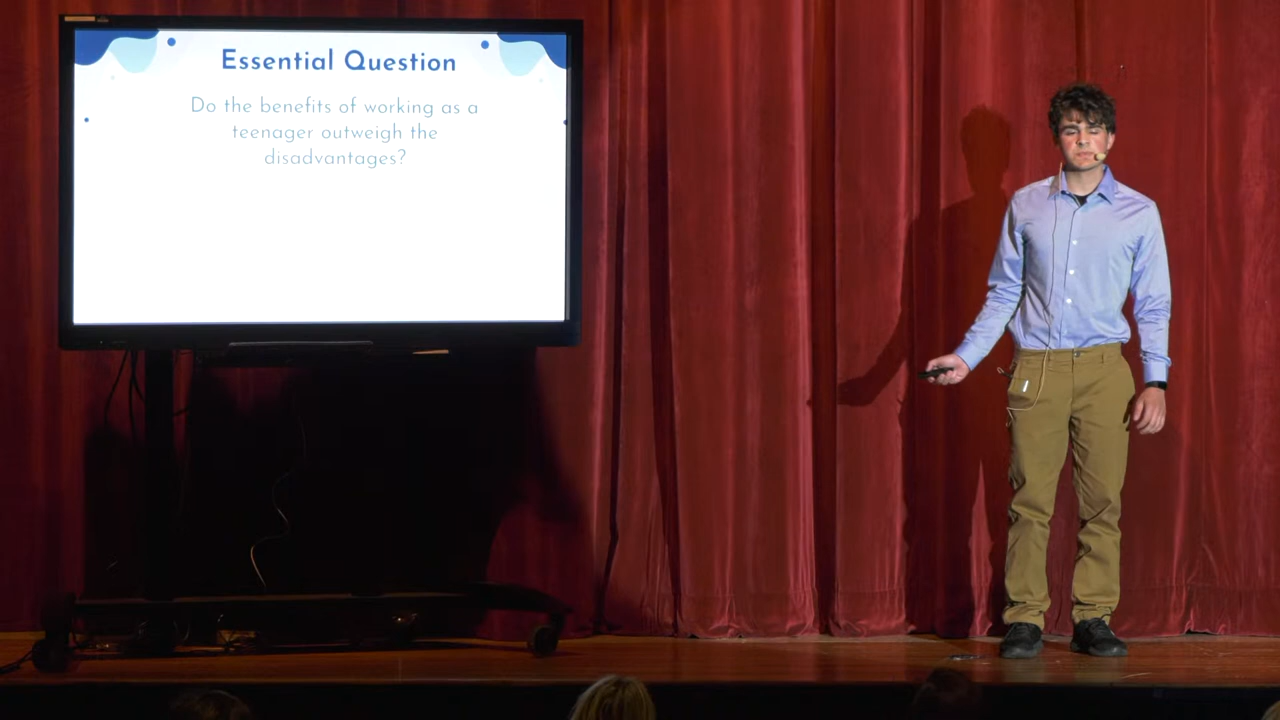 Essential Question
Do the benefits of working as a
teenager outweigh the
disadvantages?